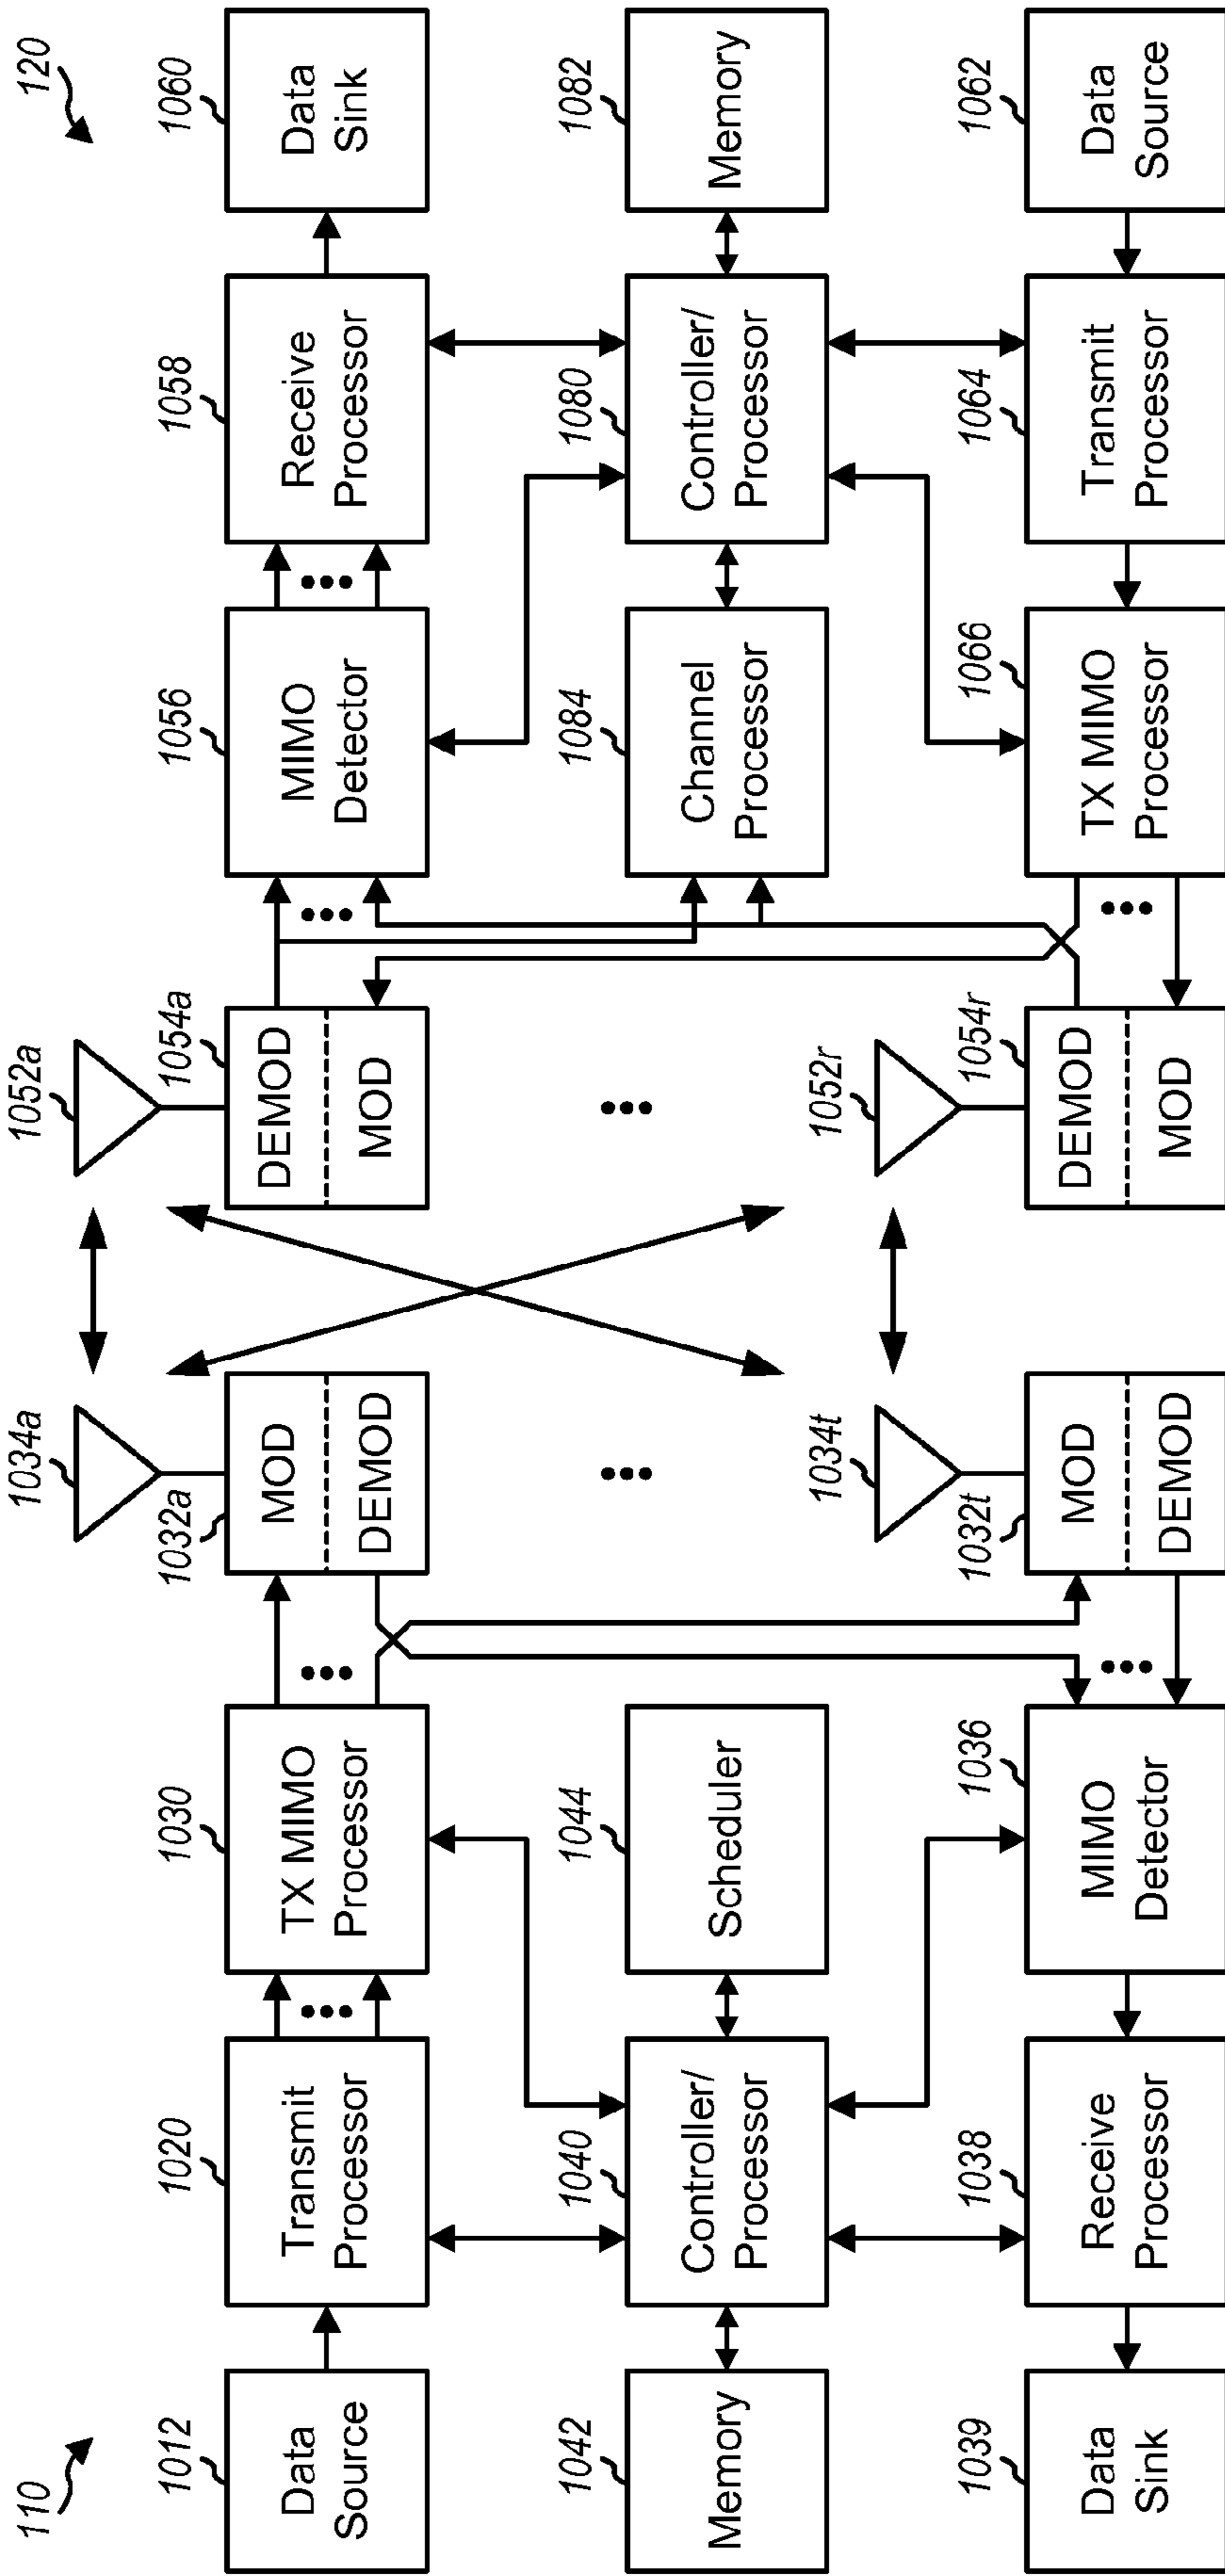 110
120
1012
Data
Source
1020
Transmit
Processor
1030
TX MIMO
Processor
1034a
1032a
MOD
DEMOD
1052a
1054a
DEMOD
MOD
1056
MIMO
Detector
1058
Receive
Processor
1060
Data
Sink
1042
Memory
1040
Controller/
Processor
1044
Scheduler
1084
Channel
Processor
1080
Controller/
Processor
1082
Memory
1039
Data
Sink
1038
Receive
Processor
1036
MIMO
Detector
1034t
1032t
MOD
DEMOD
1052r
1054r
DEMOD
MOD
1066
TX MIMO
Processor
1064
Transmit
Processor
1062
Data
Source